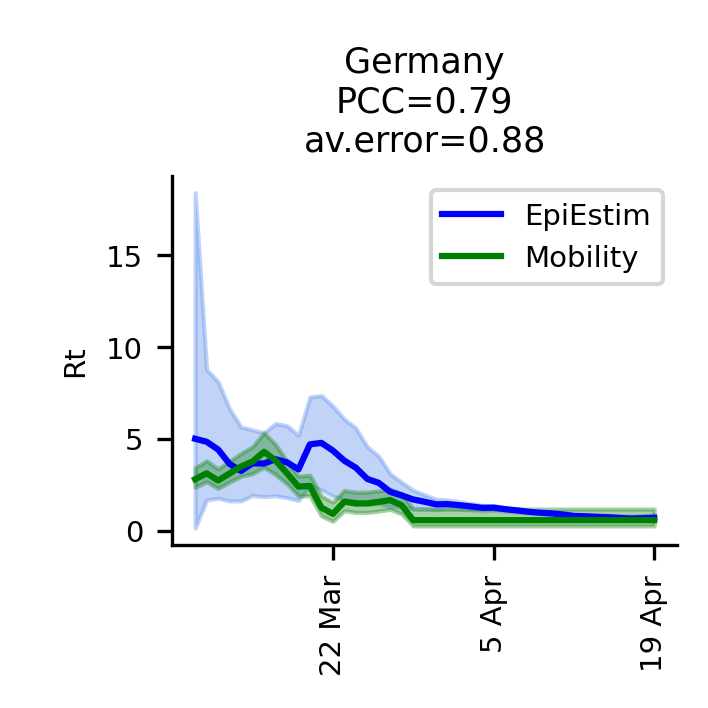 Germany
PCC=0.79
av.error=0.88
EpiEstim
Mobility
Rt
15
10
5
0
22 Mar
5 Apr
19 Apr